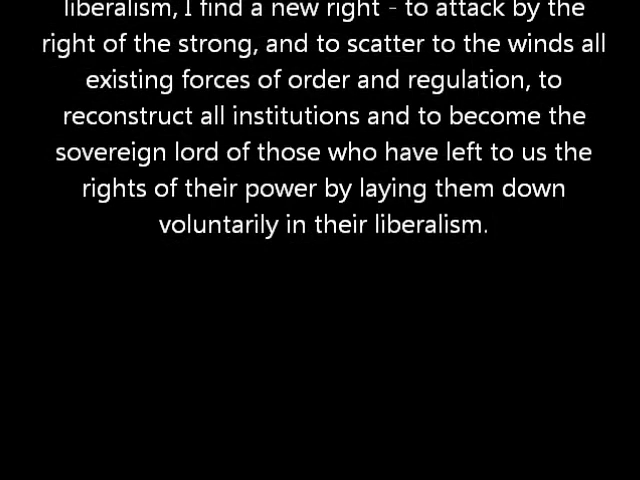 liberalism, I find a new right - to attack by the
right of the strong, and to scatter to the winds all
existing forces of order and regulation, to
reconstruct all institutions and to become the
sovereign lord of those who have left to us the
rights of their power by laying them down
voluntarily in their liberalism.